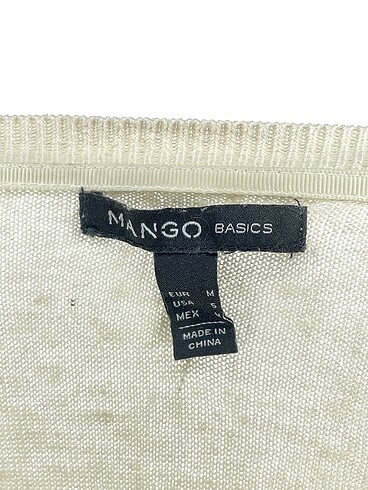 MANGO BASICS
EUR M
USA S
MEX
MADE IN
CHINA